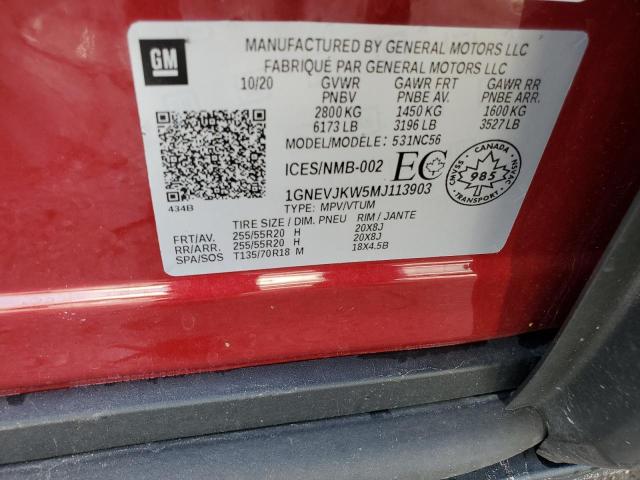 GM
MANUFACTURED BY GENERAL MOTORS LLC
FABRIQUÉ PAR GENERAL MOTORS LLC
10/20 GVWR GAWR FRT GAWR RR
PNBV PNBE AV. PNBE ARR.
2800 KG 1450 KG 1600 KG
6173 LB 3196 LB 3527 LB
MODEL/MODÈLE: 531NC56
ICES/NMB-002 EC CANADA 985
1GNEVJKW5MJ113903
434B TYPE: MPV/VTUM
TIRE SIZE / DIM. PNEU RIM / JANTE
FRT/AV. 255/55R20 H 20X8J
RR/ARR. 255/55R20 H 20X8J
SPA/SOS T135/70R18 M 18X4.5B